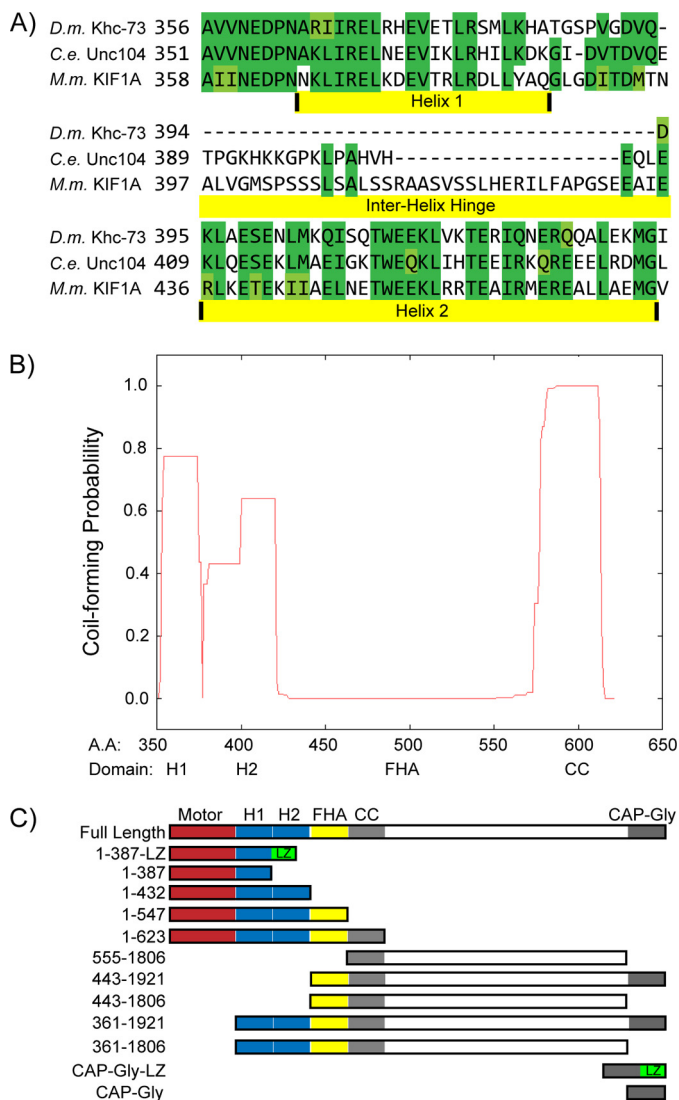 A)
D.m. Khc-73 356 AVVNEDPNARIIRELRHEVETLRSMLKHATGSPVGDVQ-
C.e. Unc104 351 AVVNEDPNAKLIRELNEEVIKLRHILKDKGI-DVTDVQE
M.m. KIF1A 358 AIINEDPNNKLIRELKDEVTRLRDLLYAQGLGDITDMTN
Helix 1
D.m. Khc-73 394 --------------------------------------D
C.e. Unc104 389 TPGKHKKGPKLPAHVH-------------------EQLE
M.m. KIF1A 397 ALVGMSPSSSLSALSSRAASVSSLHERILFAPGSEEAIE
Inter-Helix Hinge
D.m. Khc-73 395 KLAESENLMKQISQTWEEKLVKTERIQNERQQALEKMGI
C.e. Unc104 409 KLQESEKLMAEIGKTWEQKLIHTEEIRKQREEELRDMGL
M.m. KIF1A 436 RLKETEKIIAELNETWEEKLRRTEAIRMEREALLAEMGV
Helix 2
B)
Coil-forming Probablility
1.0
0.8
0.6
0.4
0.2
0.0
A.A: 350 400 450 500 550 600 650
Domain: H1 H2 FHA CC
C)
Motor H1 H2 FHA CC CAP-Gly
Full Length
1-387-LZ LZ
1-387
1-432
1-547
1-623
555-1806
443-1921
443-1806
361-1921
361-1806
CAP-Gly-LZ LZ
CAP-Gly